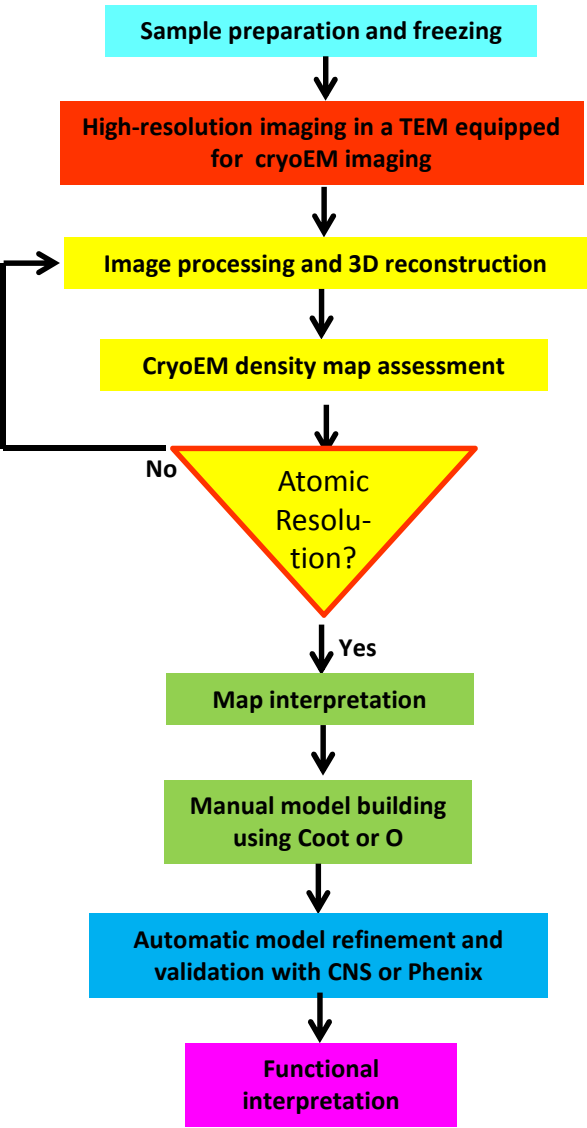 Sample preparation and freezing
High-resolution imaging in a TEM equipped
for cryoEM imaging
Image processing and 3D reconstruction
CryoEM density map assessment
No
Atomic
Resolu-
tion?
Yes
Map interpretation
Manual model building
using Coot or O
Automatic model refinement and
validation with CNS or Phenix
Functional
interpretation